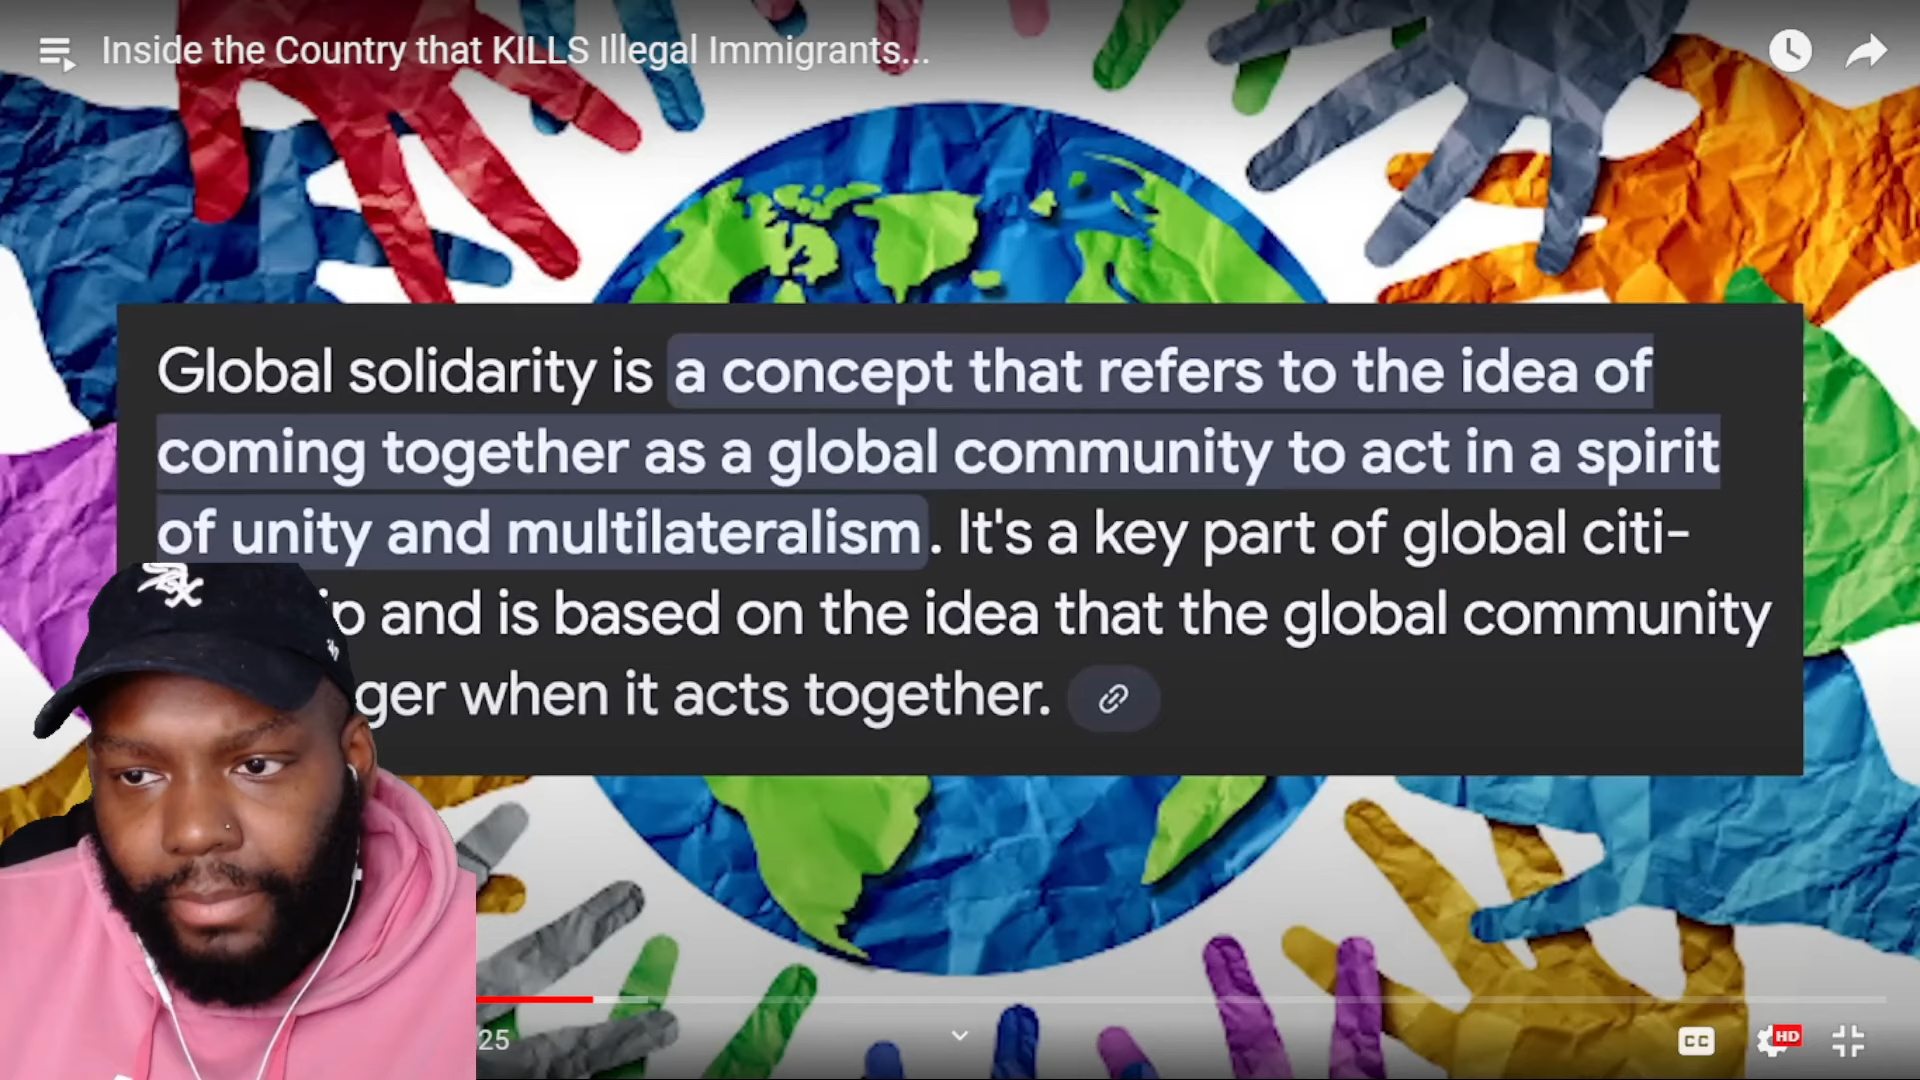 Inside the Country that KILLS Illegal Immigrants...
Global solidarity is a concept that refers to the idea of
coming together as a global community to act in a spirit
of unity and multilateralism. It's a key part of global citi-
and is based on the idea that the global community
when it acts together.
25
CC
HD